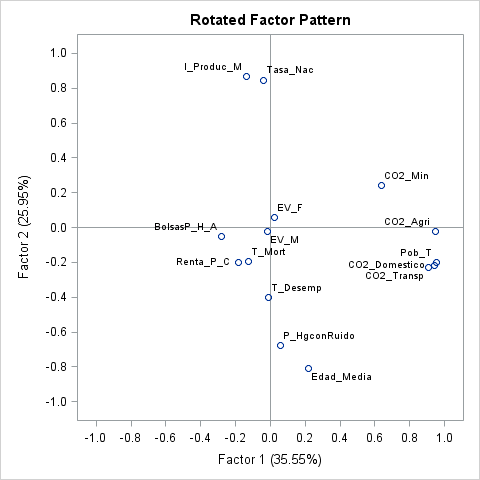 Rotated Factor Pattern
1.0
0.8
0.6
0.4
0.2
0.0
-0.2
-0.4
-0.6
-0.8
-1.0
Factor 2 (25.95%)
I_Produc_M
Tasa_Nac
CO2_Min
EV_F
CO2_Agri
BolsasP_H_A
EV_M
T_Mort
Pob_T
Renta_P_C
CO2_Domestico
CO2_Transp
T_Desemp
P_HgconRuido
Edad_Media
-1.0 -0.8 -0.6 -0.4 -0.2 0.0 0.2 0.4 0.6 0.8 1.0
Factor 1 (35.55%)